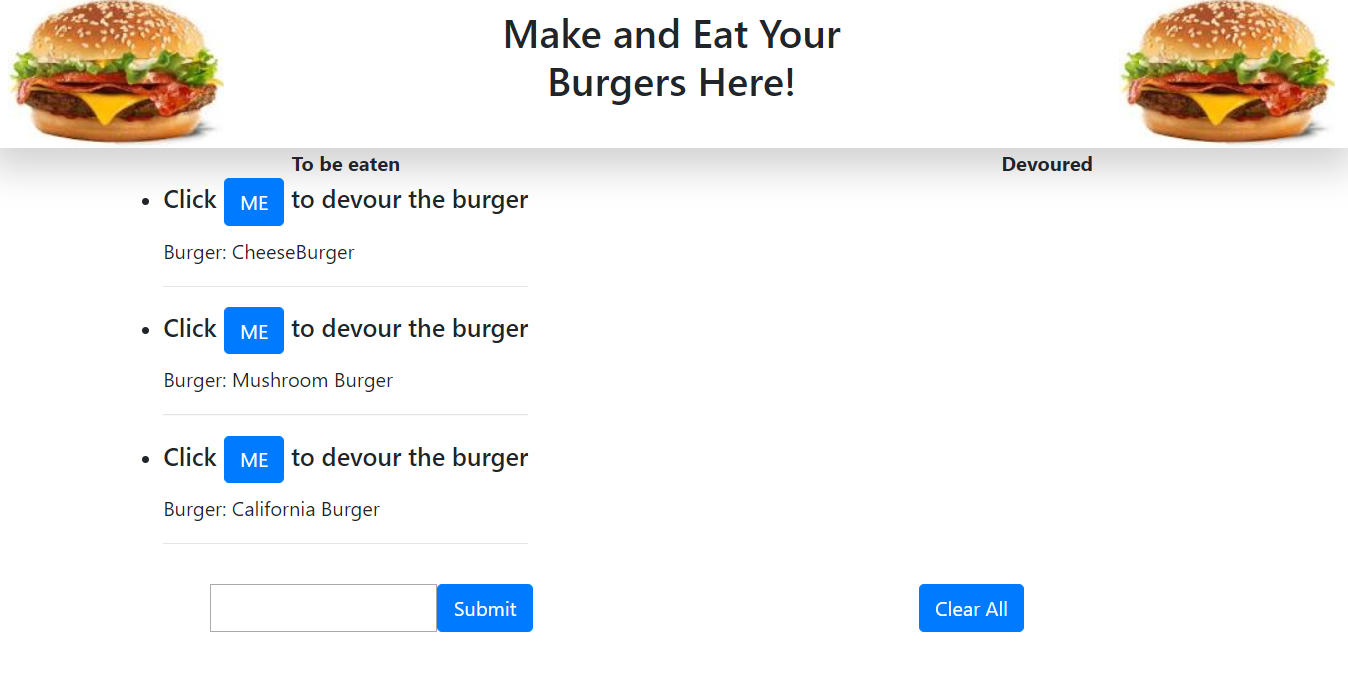 Make and Eat Your
Burgers Here!
To be eaten
Devoured
Click ME to devour the burger
Burger: CheeseBurger
Click ME to devour the burger
Burger: Mushroom Burger
Click ME to devour the burger
Burger: California Burger
Submit
Clear All